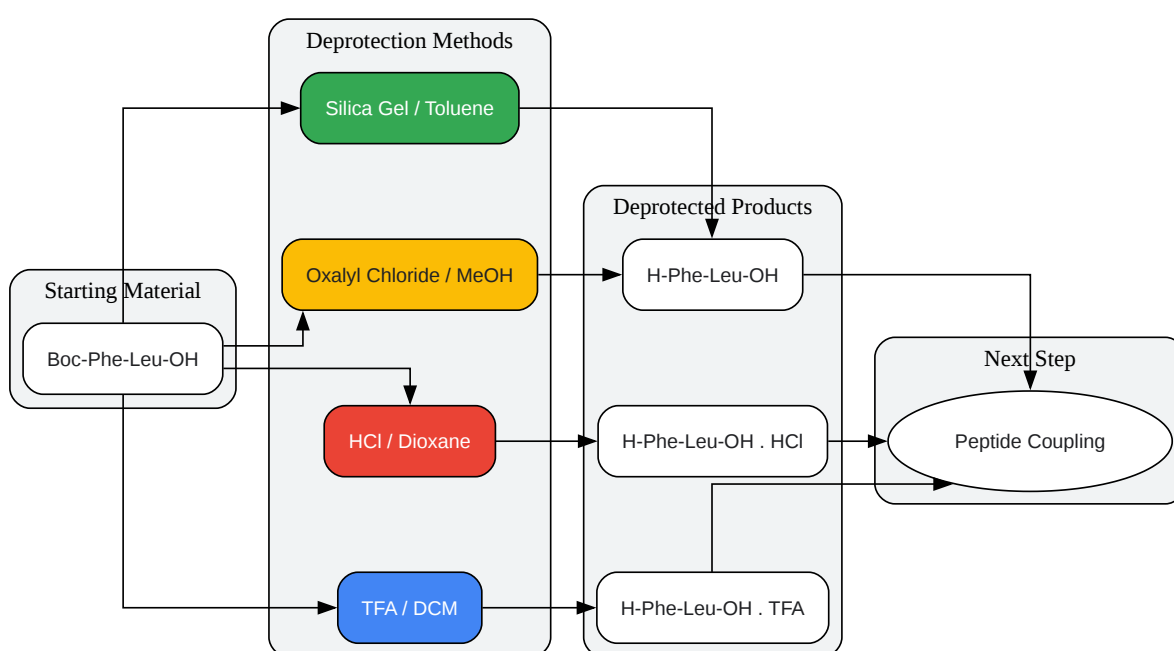 Deprotection Methods
Silica Gel / Toluene
Deprotected Products
Oxalyl Chloride / MeOH
H-Phe-Leu-OH
Starting Material
Boc-Phe-Leu-OH
Next Step
HCl / Dioxane
H-Phe-Leu-OH . HCl
Peptide Coupling
TFA / DCM
H-Phe-Leu-OH . TFA